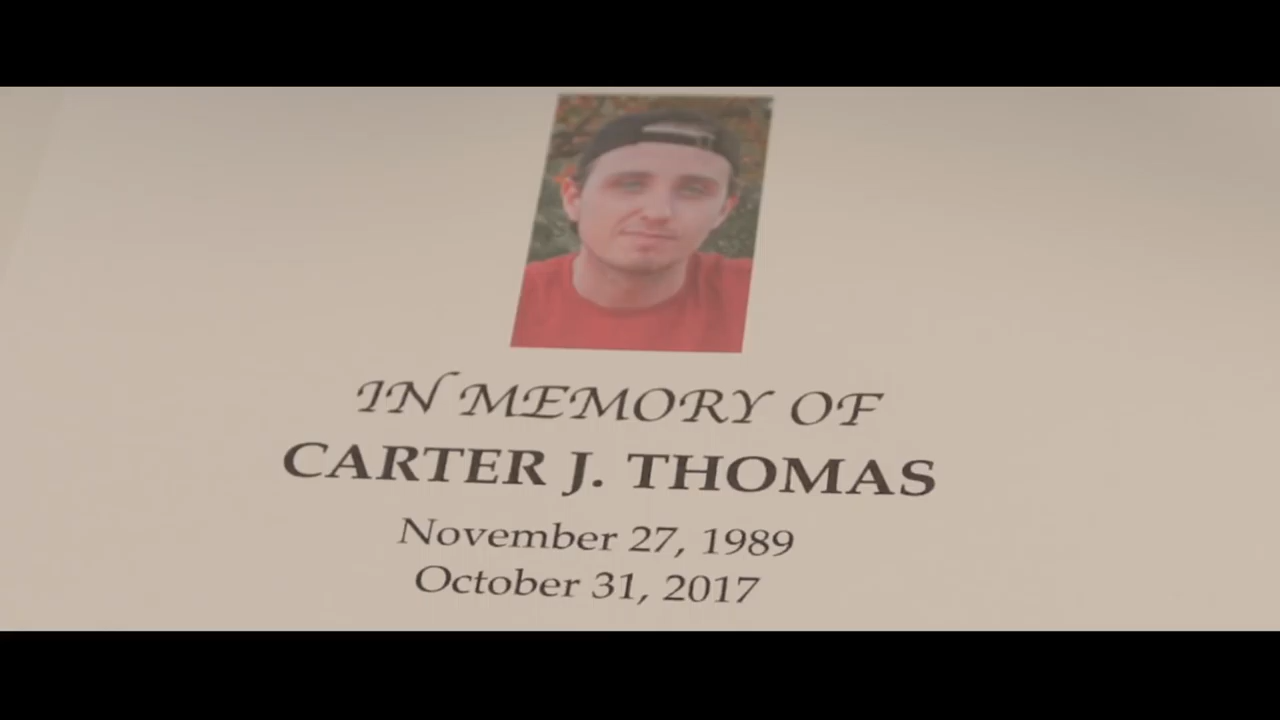 IN MEMORY OF
CARTER J. THOMAS
November 27, 1989
October 31, 2017